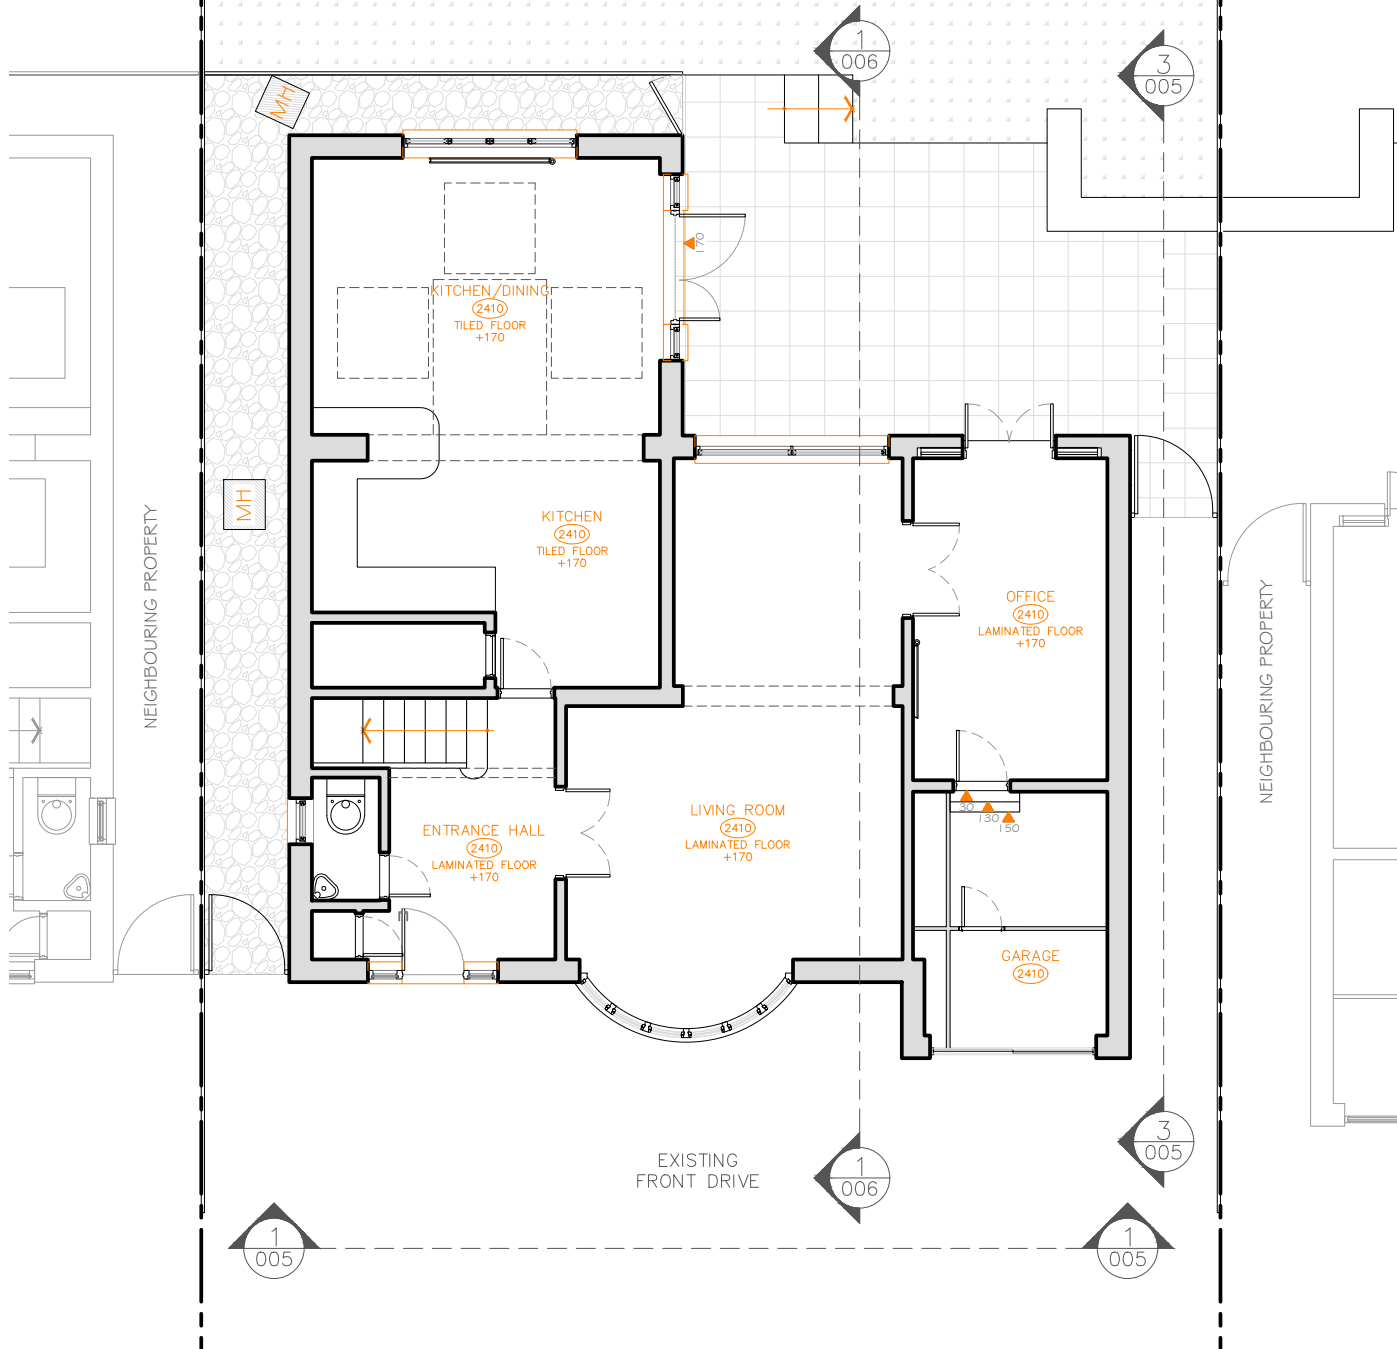 1
006
3
005
MH
170
KITCHEN/DINING
2410
TILED FLOOR
+170
MH
KITCHEN
2410
TILED FLOOR
+170
NEIGHBOURING PROPERTY
OFFICE
2410
LAMINATED FLOOR
+170
NEIGHBOURING PROPERTY
30
130
150
LIVING ROOM
2410
LAMINATED FLOOR
+170
ENTRANCE HALL
2410
LAMINATED FLOOR
+170
GARAGE
2410
EXISTING
FRONT DRIVE
3
005
1
006
1
005
1
005